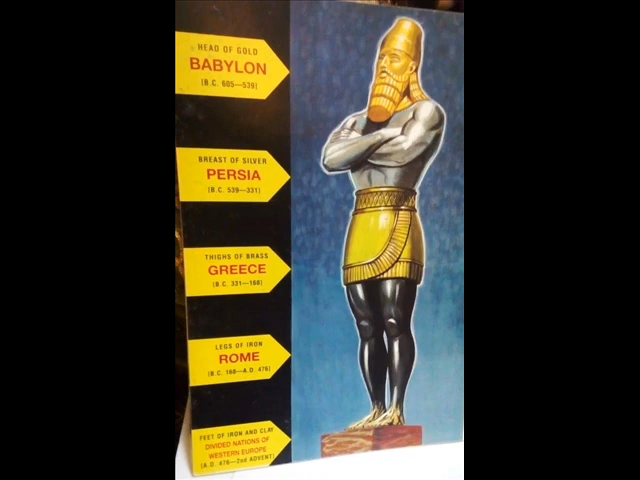 HEAD OF GOLD
BABYLON
(B.C. 605—539)
BREAST OF SILVER
PERSIA
(B.C. 539—331)
THIGHS OF BRASS
GREECE
(B.C. 331—168)
LEGS OF IRON
ROME
(B.C. 168—A.D. 476)
FEET OF IRON AND CLAY
DIVIDED NATIONS OF
WESTERN EUROPE
(A.D. 476—2nd ADVENT)